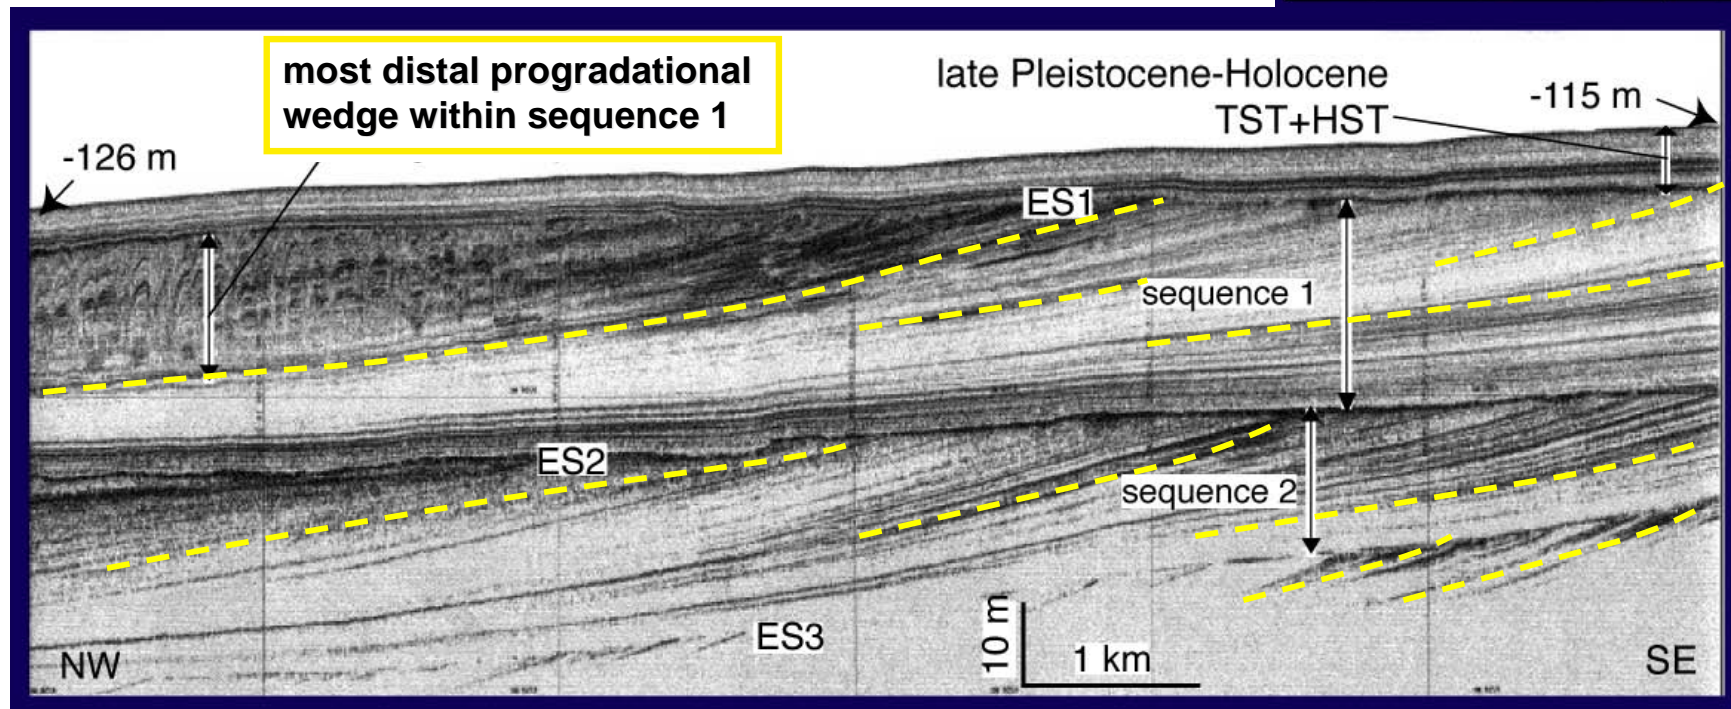 most distal progradational
wedge within sequence 1
late Pleistocene-Holocene
TST+HST
-115 m
-126 m
ES1
sequence 1
ES2
sequence 2
ES3
10 m
1 km
NW
SE